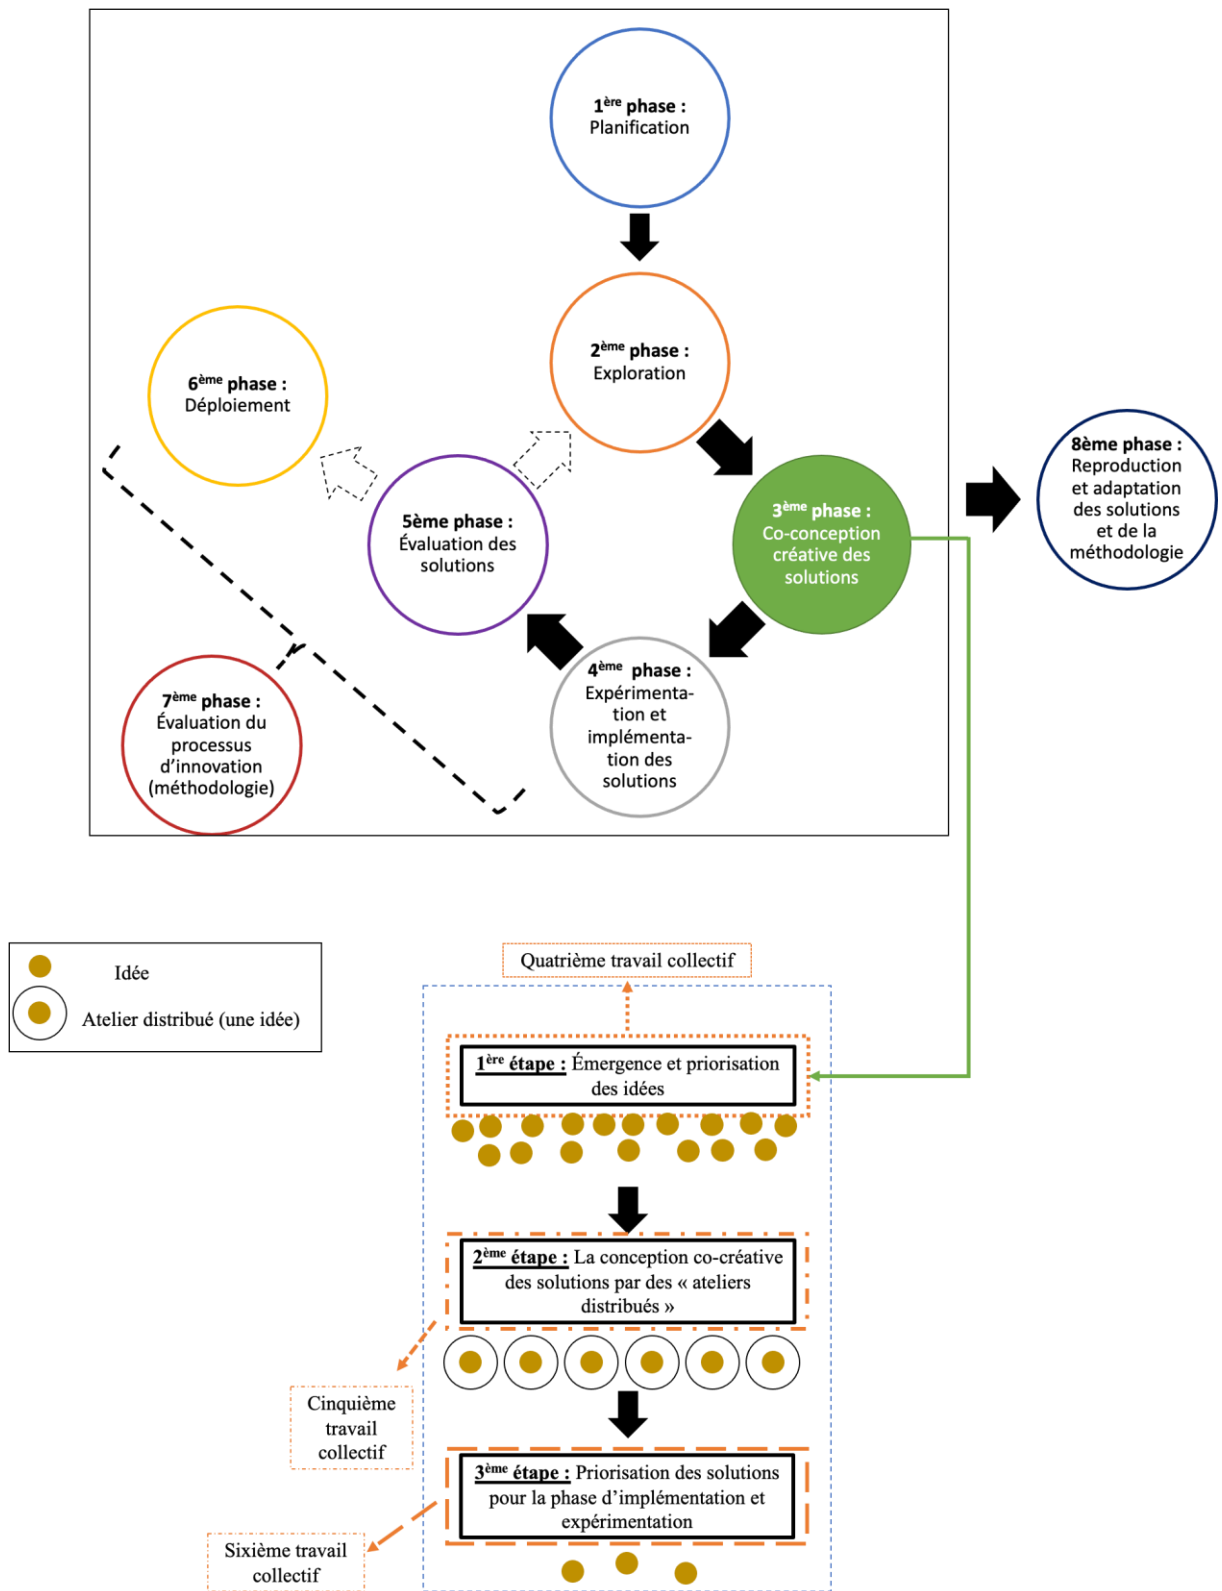 1ère phase :
Planification
2ème phase :
Exploration
6ème phase :
Déploiement
8ème phase :
Reproduction
et adaptation
des solutions
et de la
méthodologie
3ème phase :
Co-conception
créative des
solutions
5ème phase :
Évaluation des
solutions
4ème phase :
Expérimenta-
tion et
implémenta-
tion des
solutions
7ème phase :
Évaluation du
processus
d’innovation
(méthodologie)
Idée
Atelier distribué (une idée)
Quatrième travail collectif
1ère étape : Émergence et priorisation
des idées
2ème étape : La conception co-créative
des solutions par des « ateliers
distribués »
Cinquième
travail
collectif
3ème étape : Priorisation des solutions
pour la phase d’implémentation et
expérimentation
Sixième travail
collectif